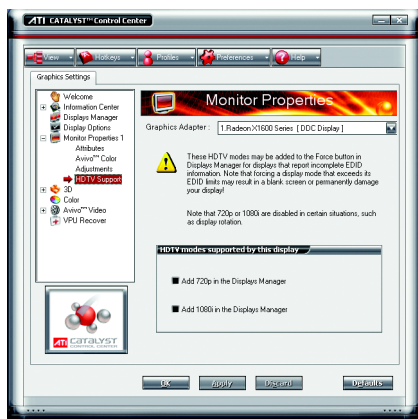 ATI CATALYST™ Control Center
View Hotkeys Profiles Preferences Help
Graphics Settings
Welcome
Information Center
Displays Manager
Display Options
Monitor Properties 1
Attributes
Avivo™ Color
Adjustments
HDTV Support
3D
Color
Avivo™ Video
VPU Recover
Monitor Properties
Graphics Adapter :
1.Radeon X1600 Series [ DDC Display ]
These HDTV modes may be added to the Force button in
Displays Manager for displays that report incomplete EDID
information. Note that forcing a display mode that exceeds its
EDID limits may result in a blank screen or permanently damage
your display!
Note that 720p or 1080i are disabled in certain situations, such
as display rotation.
HDTV modes supported by this display
Add 720p in the Displays Manager
Add 1080i in the Displays Manager
ATI CATALYST
CONTROL CENTER
OK Apply Discard Defaults